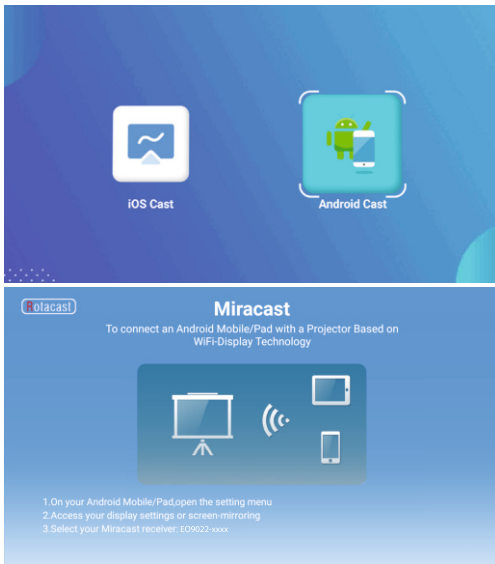 iOS Cast
Android Cast
Rotacast
Miracast
To connect an Android Mobile/Pad with a Projector Based on
WiFi-Display Technology
1.On your Android Mobile/Pad,open the setting menu
2.Access your display settings or screen-mirroring
3.Select your Miracast receiver: EO9022-xxxx